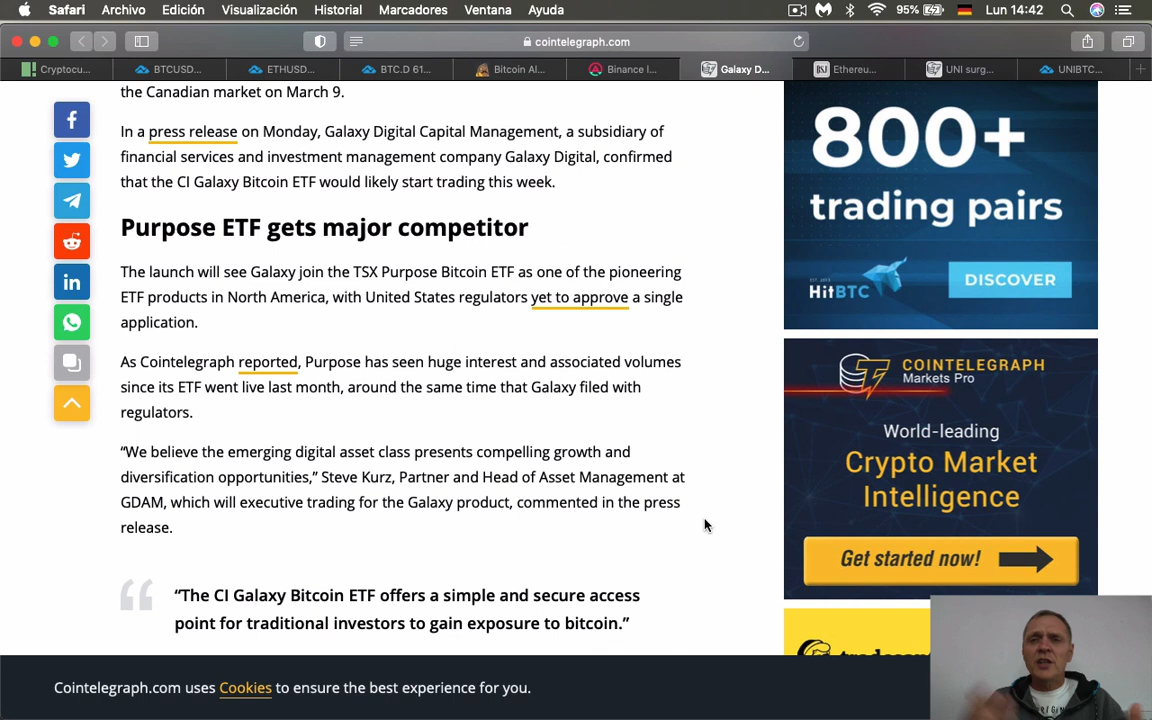 Safari Archivo Edición Visualización Historial Marcadores Ventana Ayuda 95% Lun 14:42
cointelegraph.com
Cryptocu... BTCUSD... ETHUSD... BTC.D 61... Bitcoin Al... Binance I... Galaxy D... Ethereu... UNI surg... UNIBTC...
the Canadian market on March 9.
In a press release on Monday, Galaxy Digital Capital Management, a subsidiary of
financial services and investment management company Galaxy Digital, confirmed
that the CI Galaxy Bitcoin ETF would likely start trading this week.
Purpose ETF gets major competitor
The launch will see Galaxy join the TSX Purpose Bitcoin ETF as one of the pioneering
ETF products in North America, with United States regulators yet to approve a single
application.
As Cointelegraph reported, Purpose has seen huge interest and associated volumes
since its ETF went live last month, around the same time that Galaxy filed with
regulators.
“We believe the emerging digital asset class presents compelling growth and
diversification opportunities,” Steve Kurz, Partner and Head of Asset Management at
GDAM, which will executive trading for the Galaxy product, commented in the press
release.
“The CI Galaxy Bitcoin ETF offers a simple and secure access
point for traditional investors to gain exposure to bitcoin.”
800+
trading pairs
HitBTC
DISCOVER
COINTELEGRAPH
Markets Pro
World-leading
Crypto Market
Intelligence
Get started now!
Cointelegraph.com uses Cookies to ensure the best experience for you.